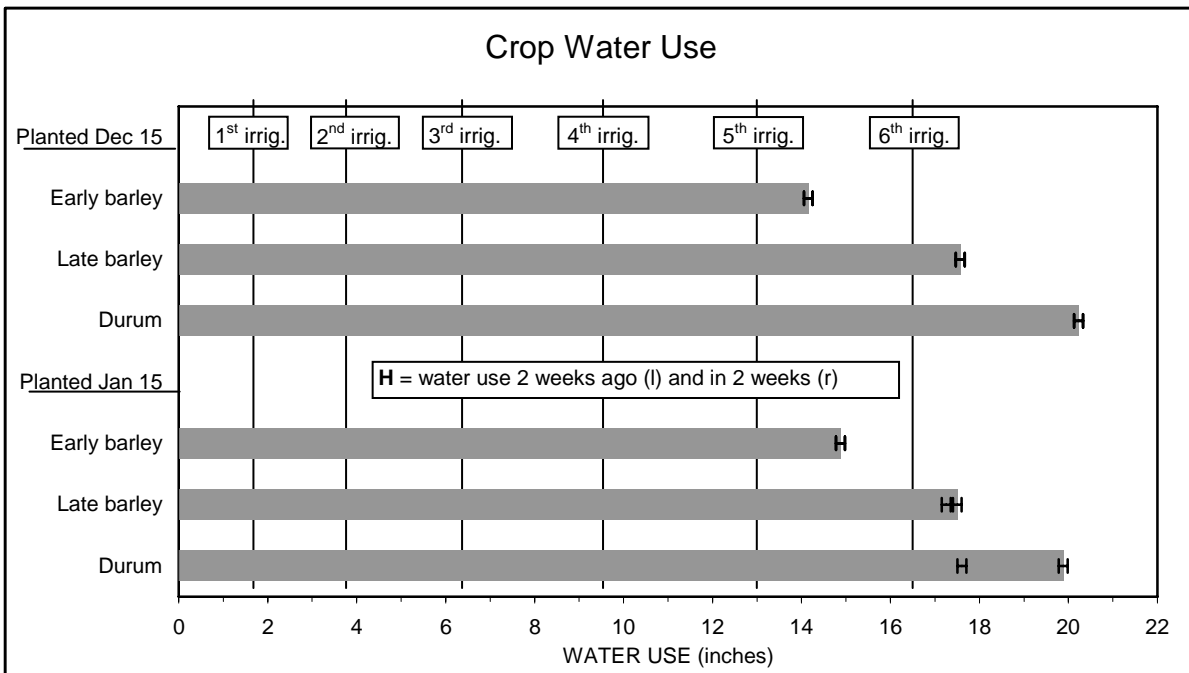 Crop Water Use
Planted Dec 15
1st irrig. 2nd irrig. 3rd irrig. 4th irrig. 5th irrig. 6th irrig.
Early barley
Late barley
Durum
Planted Jan 15
H = water use 2 weeks ago (l) and in 2 weeks (r)
Early barley
Late barley
Durum
0 2 4 6 8 10 12 14 16 18 20 22
WATER USE (inches)